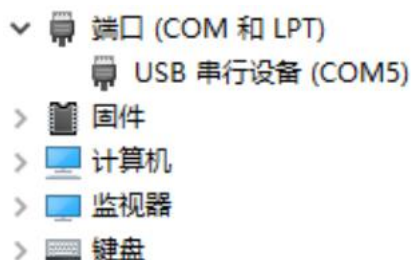 端口 (COM 和 LPT)
USB 串行设备 (COM5)
固件
计算机
监视器
键盘